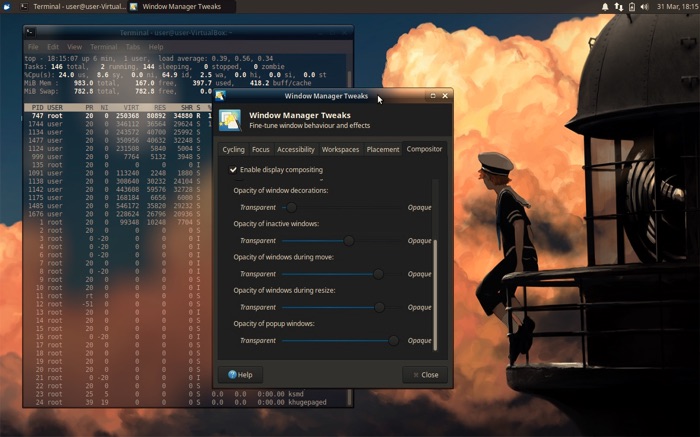 Terminal - user@user-Virtual...
Window Manager Tweaks
31 Mar, 18:15
Terminal - user@user-VirtualBox: ~
File Edit View Terminal Tabs Help
top - 18:15:07 up 6 min, 1 user, load average: 0.39, 0.56, 0.34
Tasks: 146 total, 2 running, 144 sleeping, 0 stopped, 0 zombie
%Cpu(s): 24.0 us, 8.6 sy, 0.0 ni, 64.9 id, 2.5 wa, 0.0 hi, 0.0 si, 0.0 st
MiB Mem : 983.0 total, 167.0 free, 397.7 used, 418.2 buff/cache
MiB Swap: 782.8 total, 782.8 free, 0.0
PID USER PR NI VIRT RES SHR S
747 root 20 0 250368 80892 34880 R
1744 user 20 0 346112 36564 29624 S
1134 user 20 0 243572 40700 25992 S
1477 user 20 0 350956 40632 32248 S
1124 user 20 0 231508 5840 5084 S
999 user 20 0 7764 5132 3948 S
135 root 20 0 0 0 0 I
1091 user 20 0 113240 2248 1880 S
1138 user 20 0 308640 30232 24104 S
1142 user 20 0 443608 59576 32728 S
1175 user 20 0 168184 6656 6000 S
1485 user 20 0 546172 35820 29232 S
1676 user 20 0 228624 26796 20936 S
1 root 20 0 99348 10248 7704 S
2 root 20 0 0 0 0 S
3 root 0 -20 0 0 0 I
4 root 0 -20 0 0 0 I
6 root 0 -20 0 0 0 I
7 root 20 0 0 0 0 I
8 root 0 -20 0 0 0 I
9 root 20 0 0 0 0 S
10 root 20 0 0 0 0 I
11 root rt 0 0 0 0 S
12 root -51 0 0 0 0 S
13 root 20 0 0 0 0
14 root 20 0 0 0 0 S
15 root 20 0 0 0 0 S
16 root 0 -20 0 0 0 I
17 root 20 0 0 0 0 S
18 root 20 0 0 0 0 S
19 root 20 0 0 0 0 S
20 root 20 0 0 0 0 S
21 root 0 -20 0 0 0 I
22 root 20 0 0 0 0 S
23 root 25 5 0 0 0 S 0.0 0.0 0:00.00 ksmd
24 root 39 19 0 0 0 S 0.0 0.0 0:00.00 khugepaged
Window Manager Tweaks
Window Manager Tweaks
Fine-tune window behaviour and effects
Cycling Focus Accessibility Workspaces Placement Compositor
Enable display compositing
Opacity of window decorations:
Transparent Opaque
Opacity of inactive windows:
Transparent Opaque
Opacity of windows during move:
Transparent Opaque
Opacity of windows during resize:
Transparent Opaque
Opacity of popup windows:
Transparent Opaque
Help
Close